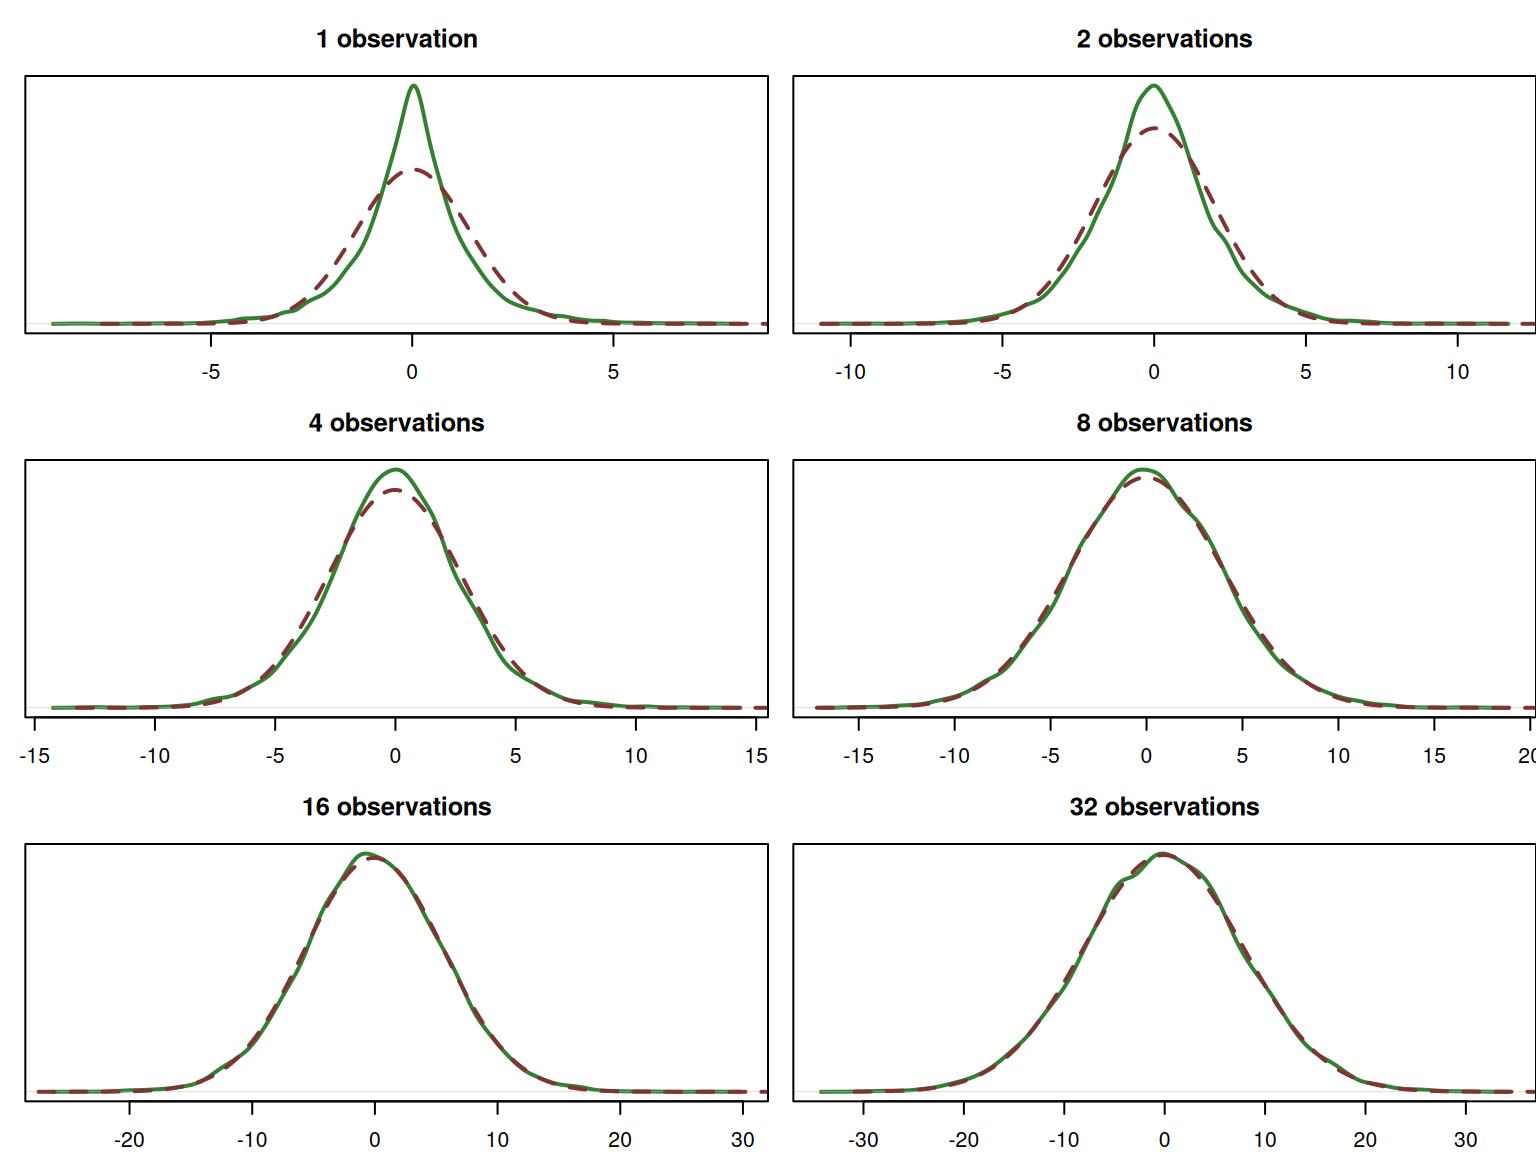 1 observation
2 observations
-5 0 5
-10 -5 0 5 10
4 observations
8 observations
-15 -10 -5 0 5 10 15
-15 -10 -5 0 5 10 15
16 observations
32 observations
-20 -10 0 10 20 30
-30 -20 -10 0 10 20 30